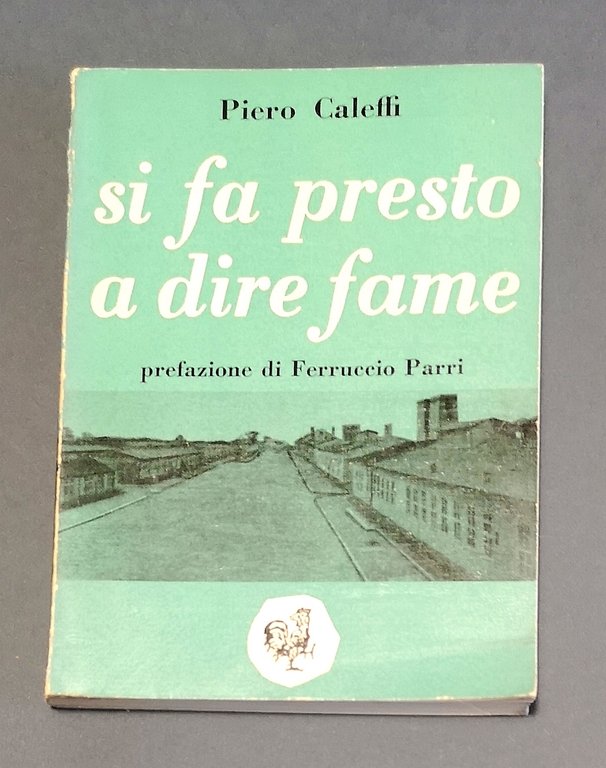 Piero Caleffi
si fa presto
a dire fame
prefazione di Ferruccio Parri